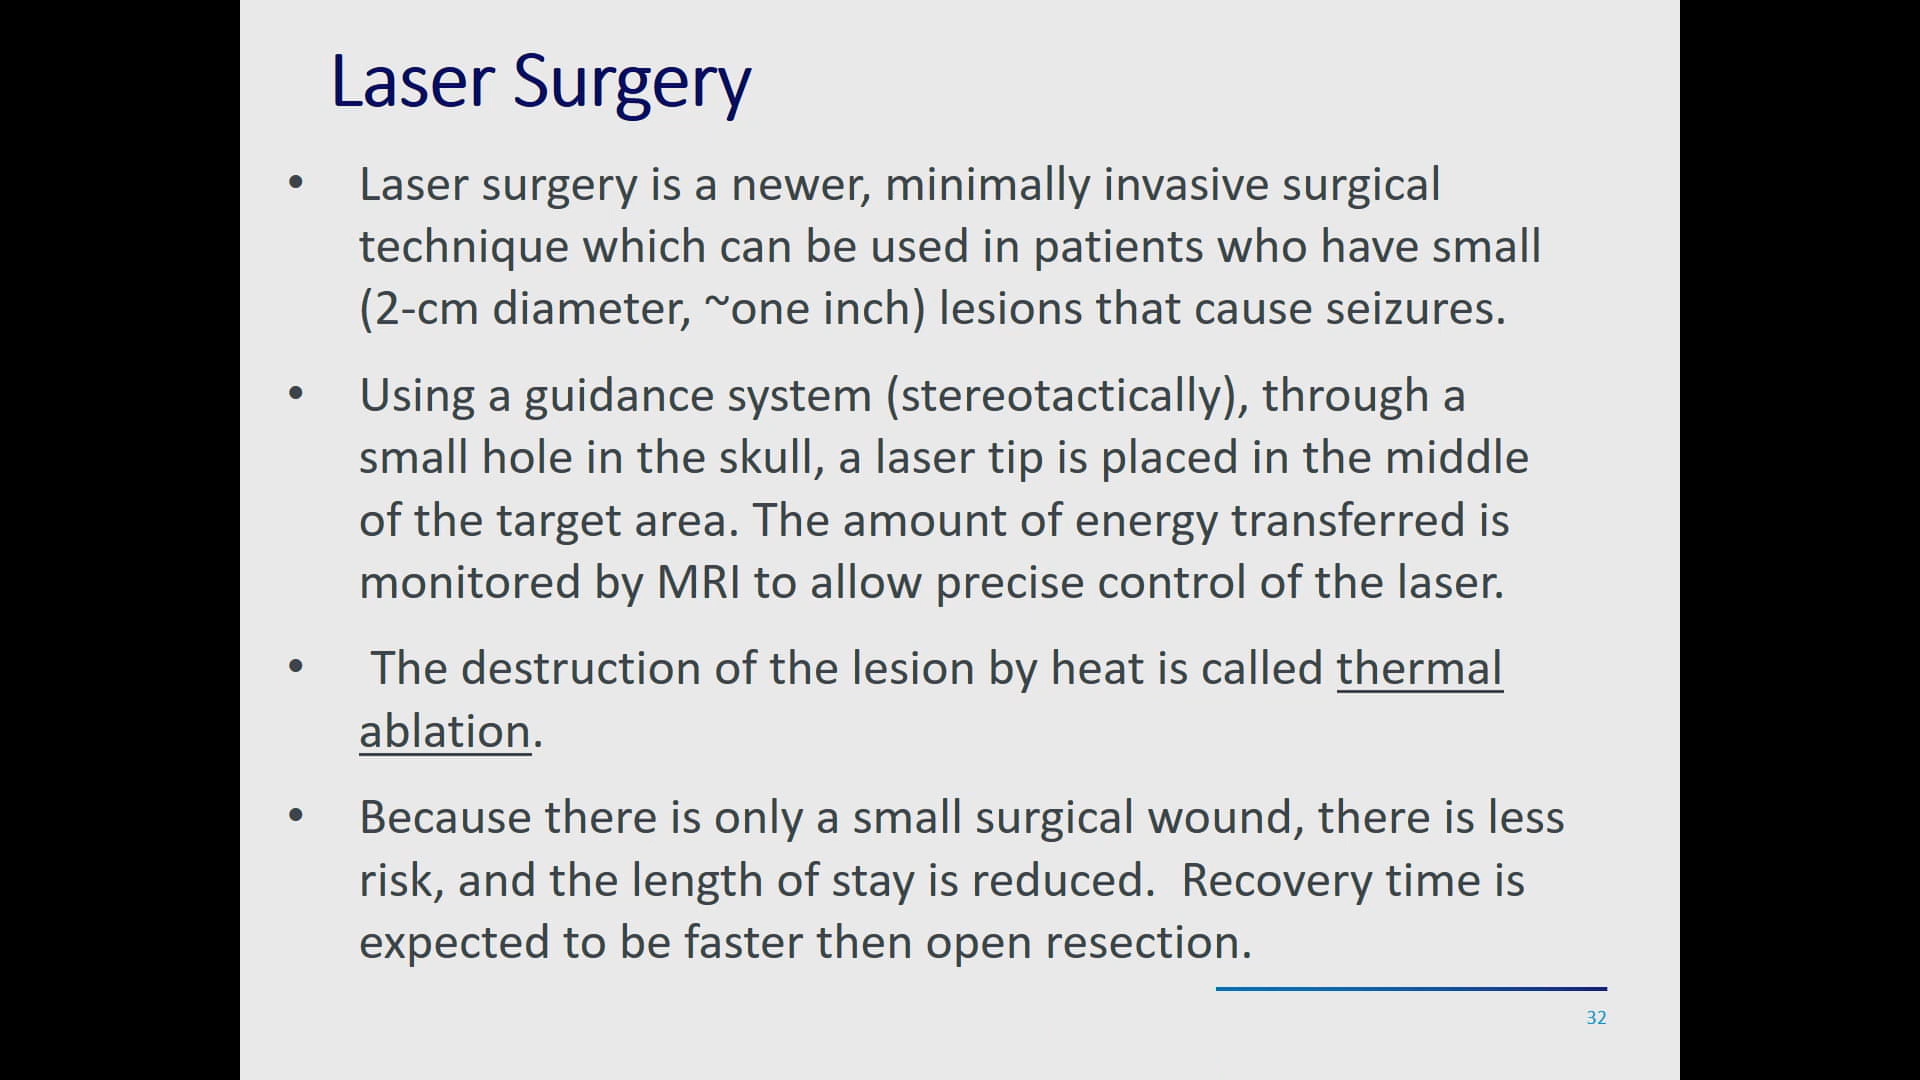 Laser Surgery
• Laser surgery is a newer, minimally invasive surgical
technique which can be used in patients who have small
(2-cm diameter, ~one inch) lesions that cause seizures.
• Using a guidance system (stereotactically), through a
small hole in the skull, a laser tip is placed in the middle
of the target area. The amount of energy transferred is
monitored by MRI to allow precise control of the laser.
• The destruction of the lesion by heat is called thermal
ablation.
• Because there is only a small surgical wound, there is less
risk, and the length of stay is reduced.  Recovery time is
expected to be faster then open resection.
32